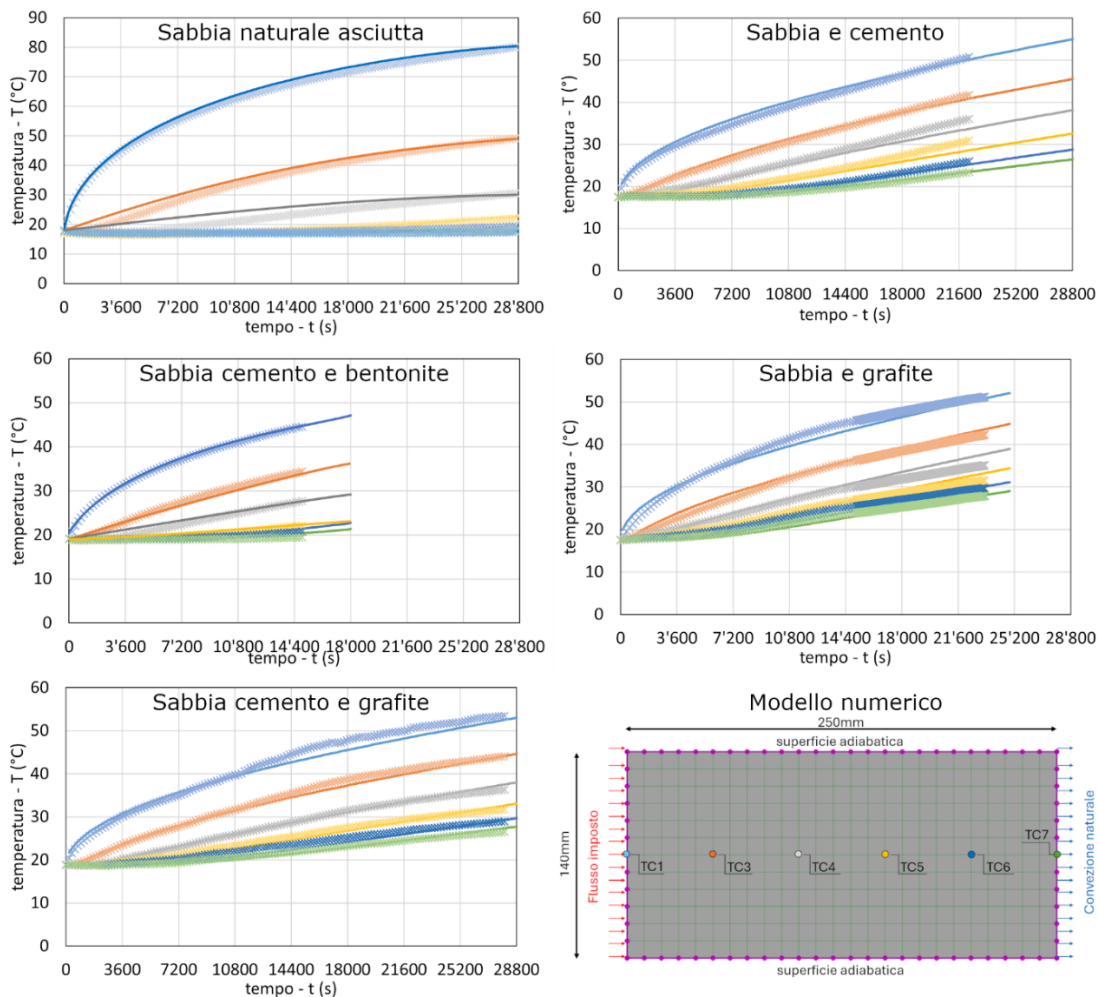 Sabbia naturale asciutta
90
80
70
60
50
40
30
20
10
0
temperatura - T (°C)
0 3'600 7'200 10'800 14'400 18'000 21'600 25'200 28'800
tempo - t (s)
Sabbia e cemento
60
50
40
30
20
10
0
temperatura - T (°)
0 3600 7200 10800 14400 18000 21600 25200 28800
tempo - t (s)
Sabbia cemento e bentonite
60
50
40
30
20
10
0
temperatura - T (°C)
0 3'600 7'200 10'800 14'400 18'000 21'600 25'200 28'800
tempo - t (s)
Sabbia e grafite
60
50
40
30
20
10
0
temperatura - (°C)
0 3'600 7'200 10'800 14'400 18'000 21'600 25'200 28'800
tempo - t (s)
Sabbia cemento e grafite
60
50
40
30
20
10
0
temperatura - T (°C)
0 3600 7200 10800 14400 18000 21600 25200 28800
tempo - t (s)
Modello numerico
250mm
superficie adiabatica
140mm
Flusso imposto
TC1
TC3
TC4
TC5
TC6
TC7
Convezione naturale
superficie adiabatica